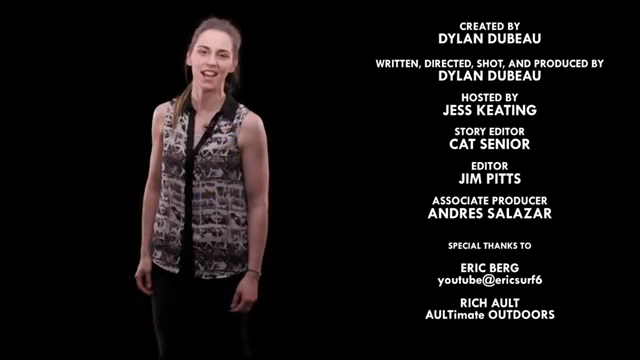 CREATED BY
DYLAN DUBEAU
WRITTEN, DIRECTED, SHOT, AND PRODUCED BY
DYLAN DUBEAU
HOSTED BY
JESS KEATING
STORY EDITOR
CAT SENIOR
EDITOR
JIM PITTS
ASSOCIATE PRODUCER
ANDRES SALAZAR
SPECIAL THANKS TO
ERIC BERG
youtube@ericsurf6
RICH AULT
AULTimate OUTDOORS